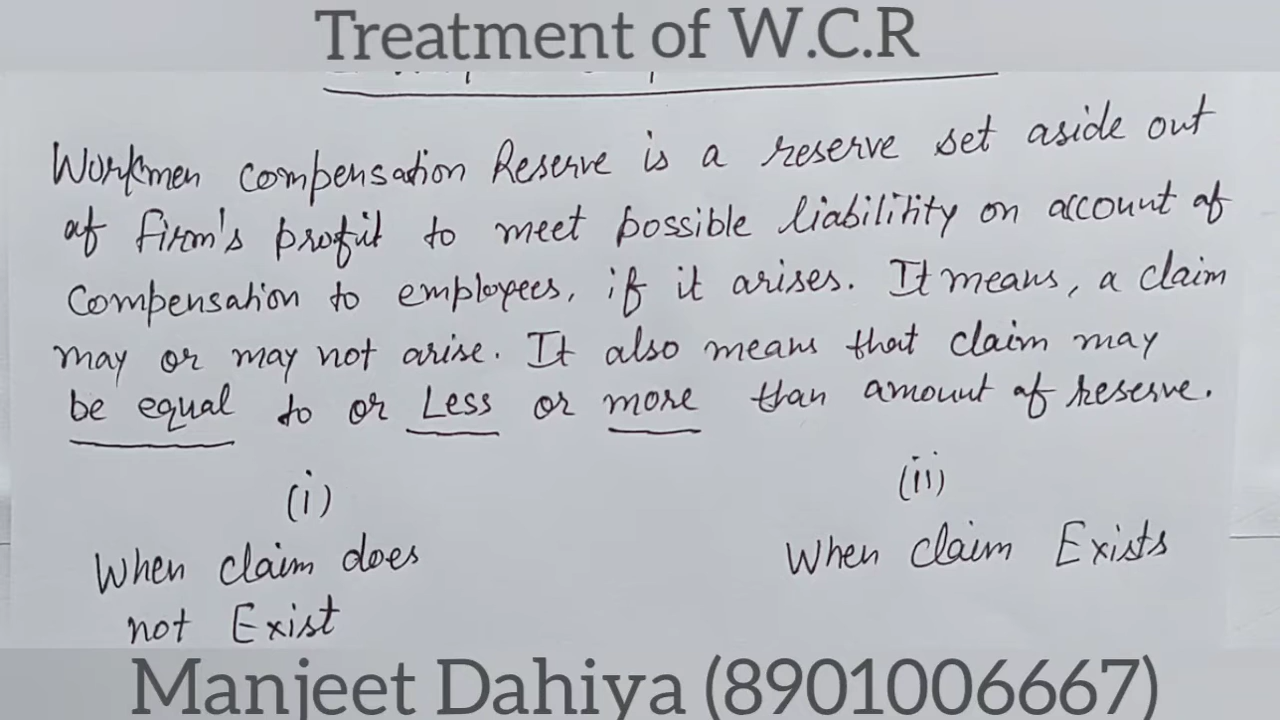 Treatment of W.C.R
Workmen compensation Reserve is a reserve set aside out
of firm's profit to meet possible liabilitity on account of
compensation to employees, if it arises. It means, a claim
may or may not arise. It also means that claim may
be equal to or Less or more than amount of reserve.
(i)
(ii)
When claim does
not Exist
When claim Exists
Manjeet Dahiya (8901006667)